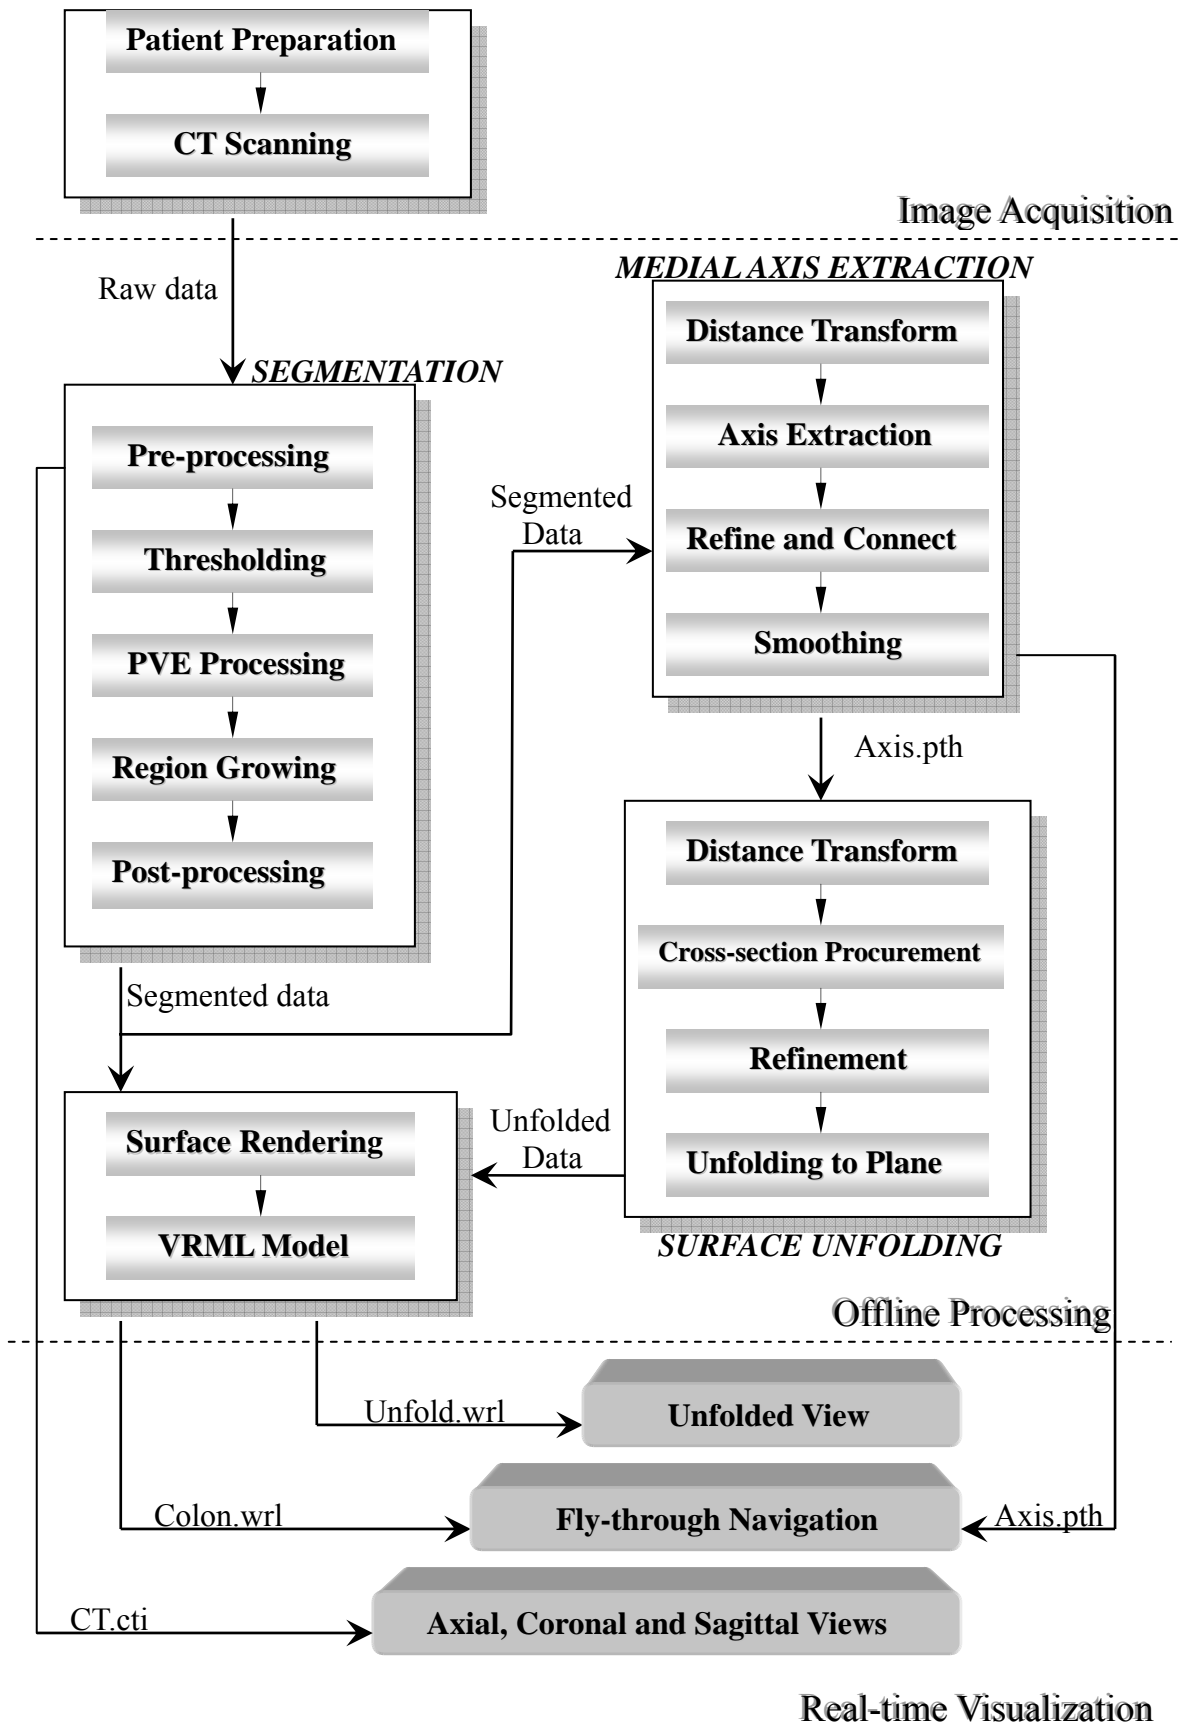 Patient Preparation
CT Scanning
Image Acquisition
Raw data
MEDIAL AXIS EXTRACTION
Distance Transform
Axis Extraction
Refine and Connect
Smoothing
SEGMENTATION
Pre-processing
Thresholding
PVE Processing
Region Growing
Post-processing
Segmented
Data
Axis.pth
Distance Transform
Cross-section Procurement
Refinement
Unfolding to Plane
SURFACE UNFOLDING
Segmented data
Unfolded
Data
Surface Rendering
VRML Model
Offline Processing
Unfold.wrl
Unfolded View
Colon.wrl
Fly-through Navigation
Axis.pth
CT.cti
Axial, Coronal and Sagittal Views
Real-time Visualization